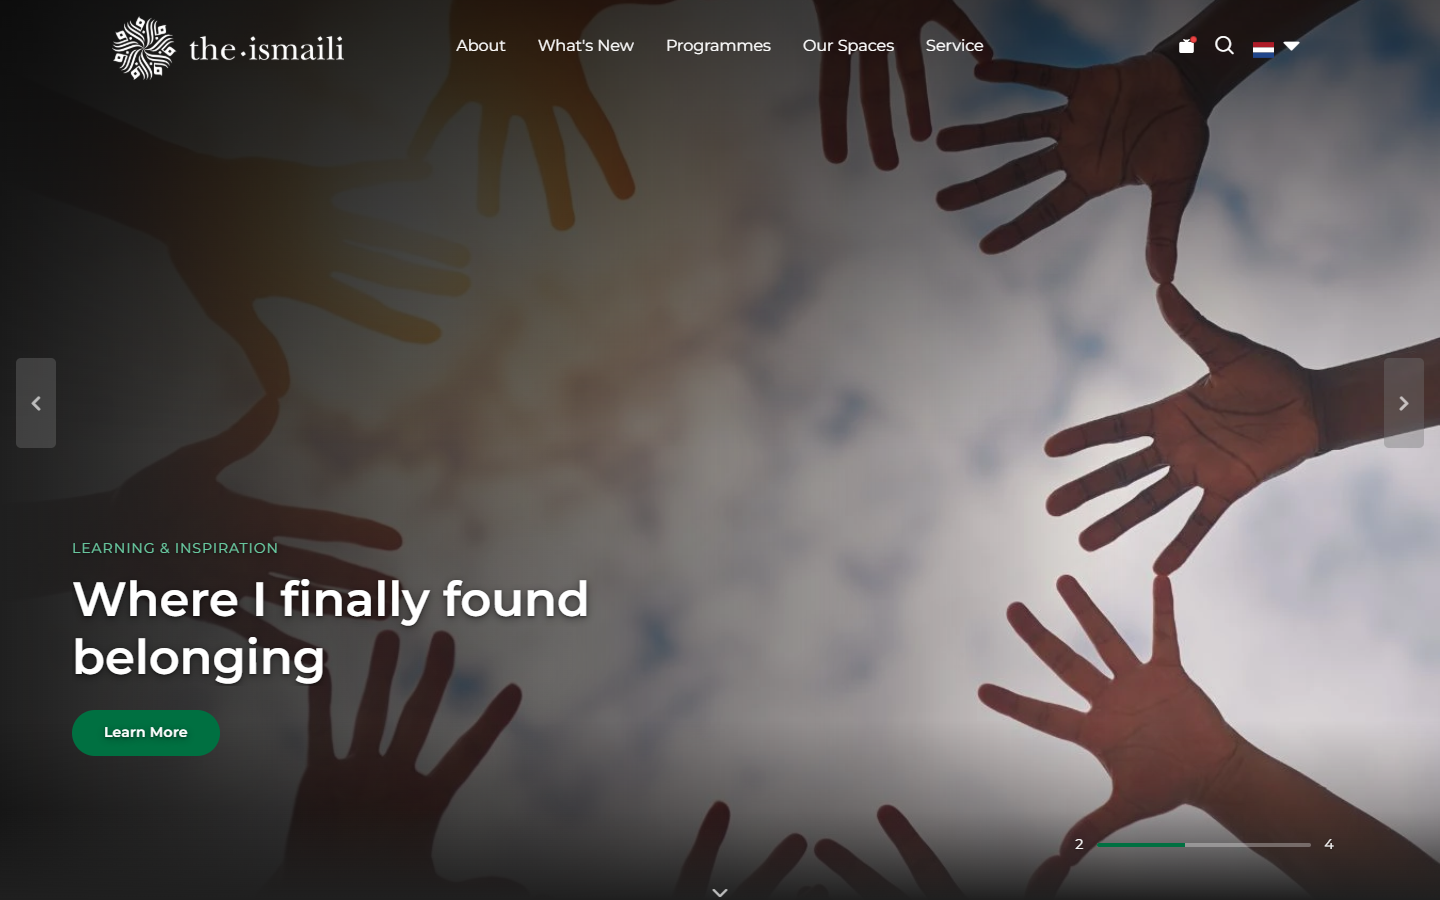 the·ismaili
About
What's New
Programmes
Our Spaces
Service
LEARNING & INSPIRATION
Where I finally found
belonging
Learn More
2
4